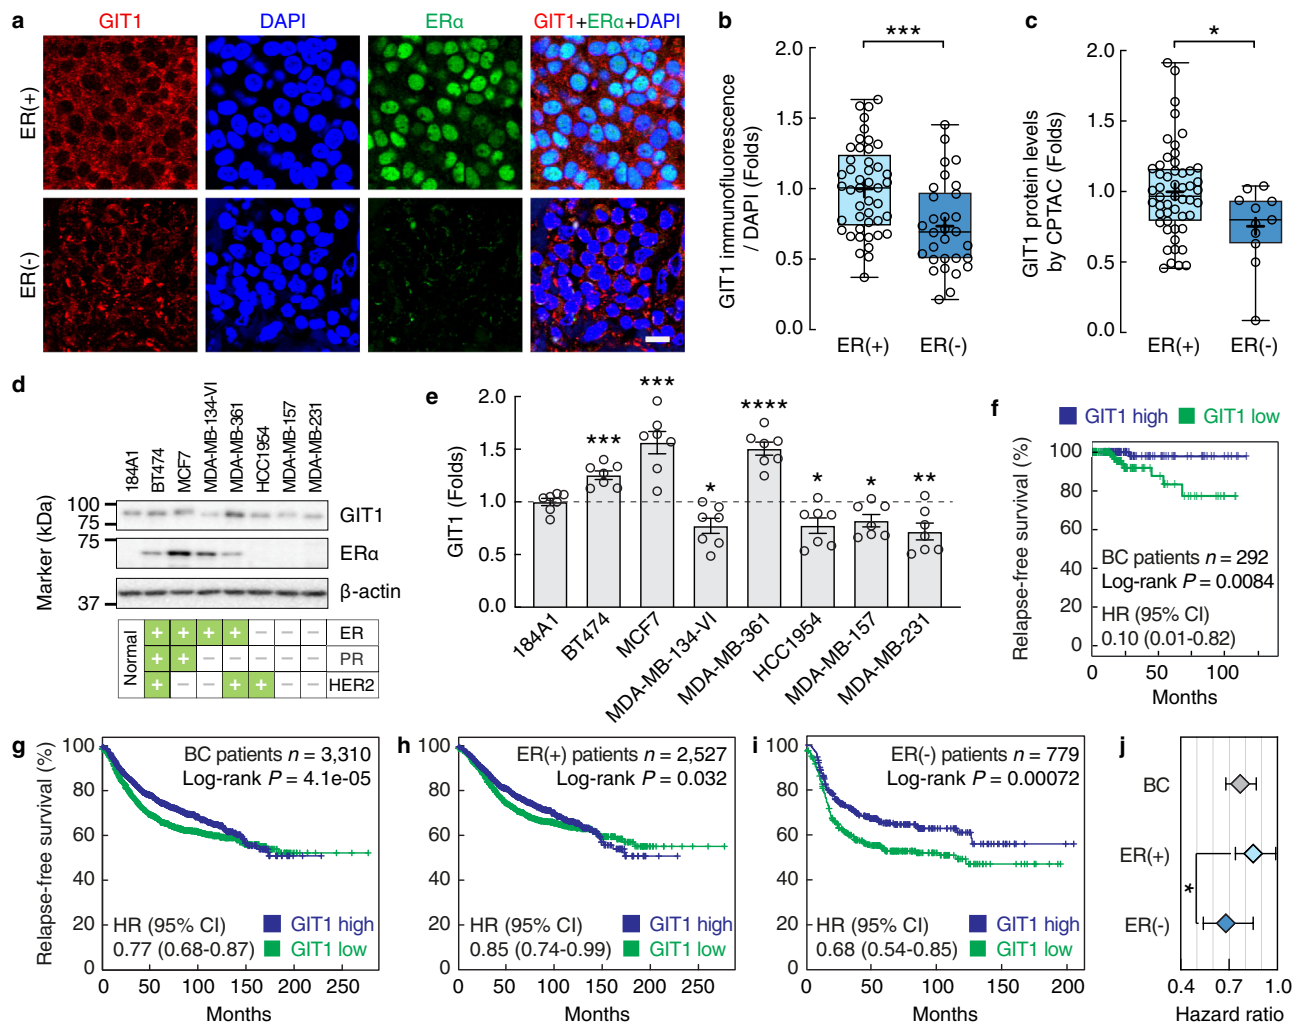 a
GIT1
DAPI
ERα
GIT1+ERα+DAPI
ER(+)
ER(-)
b
GIT1 immunofluorescence
/ DAPI (Folds)
2.0
1.5
1.0
0.5
0.0
***
ER(+)
ER(-)
c
GIT1 protein levels
by CPTAC (Folds)
2.0
1.5
1.0
0.5
0.0
*
ER(+)
ER(-)
d
184A1
BT474
MCF7
MDA-MB-134-VI
MDA-MB-361
HCC1954
MDA-MB-157
MDA-MB-231
Marker (kDa)
100
75
75
37
GIT1
ERα
β-actin
Normal
+ + + + − − − ER
+ + − − − − − PR
+ − − + + − − HER2
e
GIT1 (Folds)
2.0
1.5
1.0
0.5
0.0
***
***
*
****
*
*
**
184A1
BT474
MCF7
MDA-MB-134-VI
MDA-MB-361
HCC1954
MDA-MB-157
MDA-MB-231
f
GIT1 high
GIT1 low
Relapse-free survival (%)
100
80
60
40
20
0
BC patients n = 292
Log-rank P = 0.0084
HR (95% CI)
0.10 (0.01-0.82)
0 50 100
Months
g
Relapse-free survival (%)
100
80
60
40
20
0
BC patients n = 3,310
Log-rank P = 4.1e-05
HR (95% CI)
0.77 (0.68-0.87)
GIT1 high
GIT1 low
0 50 100 150 200 250
Months
h
100
80
60
40
20
0
ER(+) patients n = 2,527
Log-rank P = 0.032
HR (95% CI)
0.85 (0.74-0.99)
GIT1 high
GIT1 low
0 50 100 150 200 250
Months
i
100
80
60
40
20
0
ER(-) patients n = 779
Log-rank P = 0.00072
HR (95% CI)
0.68 (0.54-0.85)
GIT1 high
GIT1 low
0 50 100 150 200
Months
j
BC
ER(+)
*
ER(-)
0.4 0.7 1.0
Hazard ratio